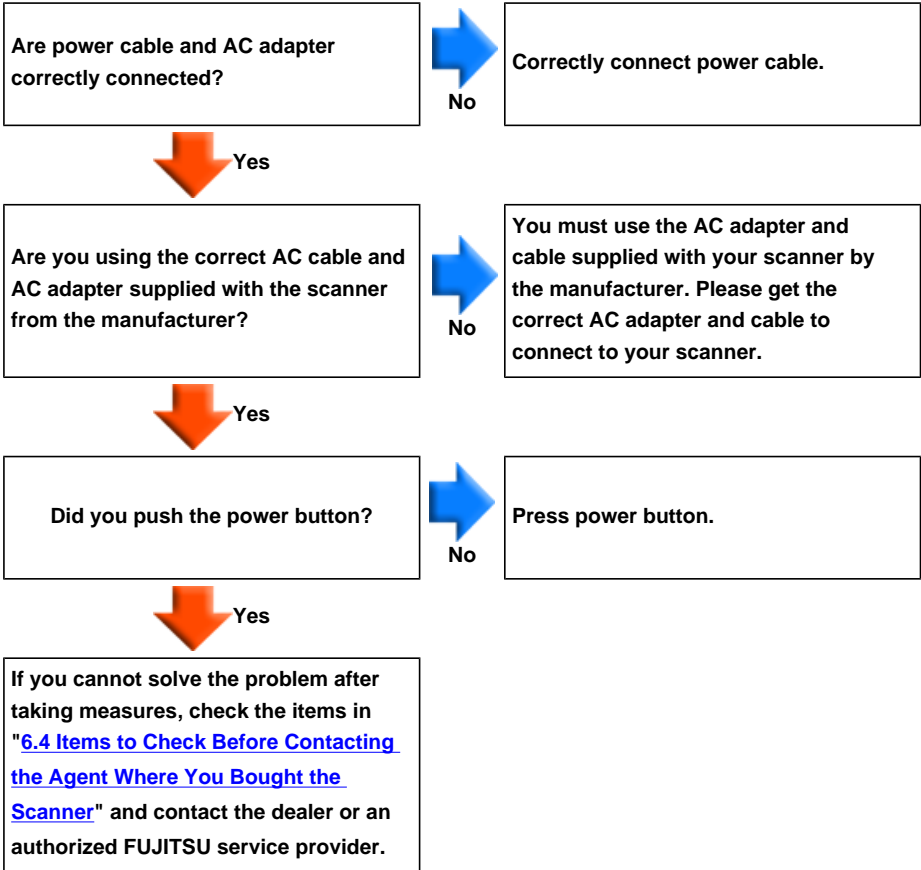 Are power cable and AC adapter
correctly connected?
No
Correctly connect power cable.
Yes
Are you using the correct AC cable and
AC adapter supplied with the scanner
from the manufacturer?
No
You must use the AC adapter and
cable supplied with your scanner by
the manufacturer. Please get the
correct AC adapter and cable to
connect to your scanner.
Yes
Did you push the power button?
No
Press power button.
Yes
If you cannot solve the problem after
taking measures, check the items in
"6.4 Items to Check Before Contacting
the Agent Where You Bought the
Scanner" and contact the dealer or an
authorized FUJITSU service provider.